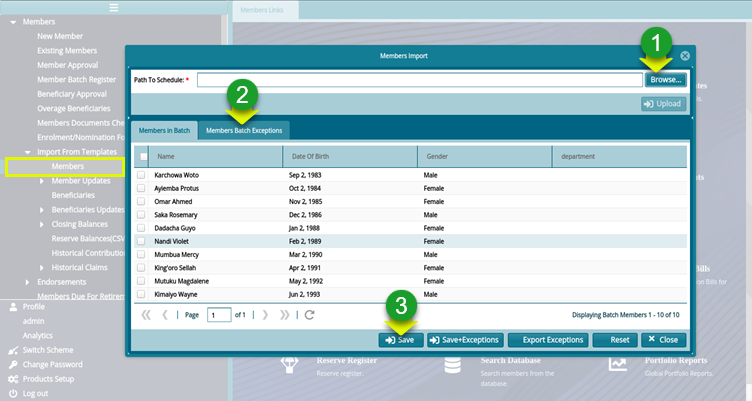 Members Links
Members
New Member
Existing Members
Member Approval
Member Batch Register
Beneficiary Approval
Overage Beneficiaries
Members Documents Che
Enrolment/Nomination Fo
Import From Templates
Members
Member Updates
Beneficiaries
Beneficiaries Updates
Closing Balances
Reserve Balances(CSV
Historical Contribution
Historical Claims
Endorsements
Members Due For Retirem
Profile
admin
Analytics
Switch Scheme
Change Password
Products Setup
Log out
Members Import
1
Path To Schedule: *
Browse...
Upload
2
Members in Batch Members Batch Exceptions
Name Date Of Birth Gender department
Karchowa Woto Sep 2, 1983 Male
Ayiemba Protus Oct 2, 1984 Female
Omar Ahmed Nov 2, 1985 Female
Saka Rosemary Dec 2, 1986 Male
Dadacha Guyo Jan 2, 1988 Female
Nandi Violet Feb 2, 1989 Female
Mumbua Mercy Mar 2, 1990 Male
King'oro Sellah Apr 2, 1991 Female
Mutuku Magdalene May 2, 1992 Female
Kimaiyo Wayne Jun 2, 1993 Male
Page 1 of 1 Displaying Batch Members 1 - 10 of 10
3
Save Save+Exceptions Export Exceptions Reset Close
Reserve Register
Reserve register.
Search Database
Search members from the
database.
Portfolio Reports
Global Portfolio Reports.
Bills
on Bills for